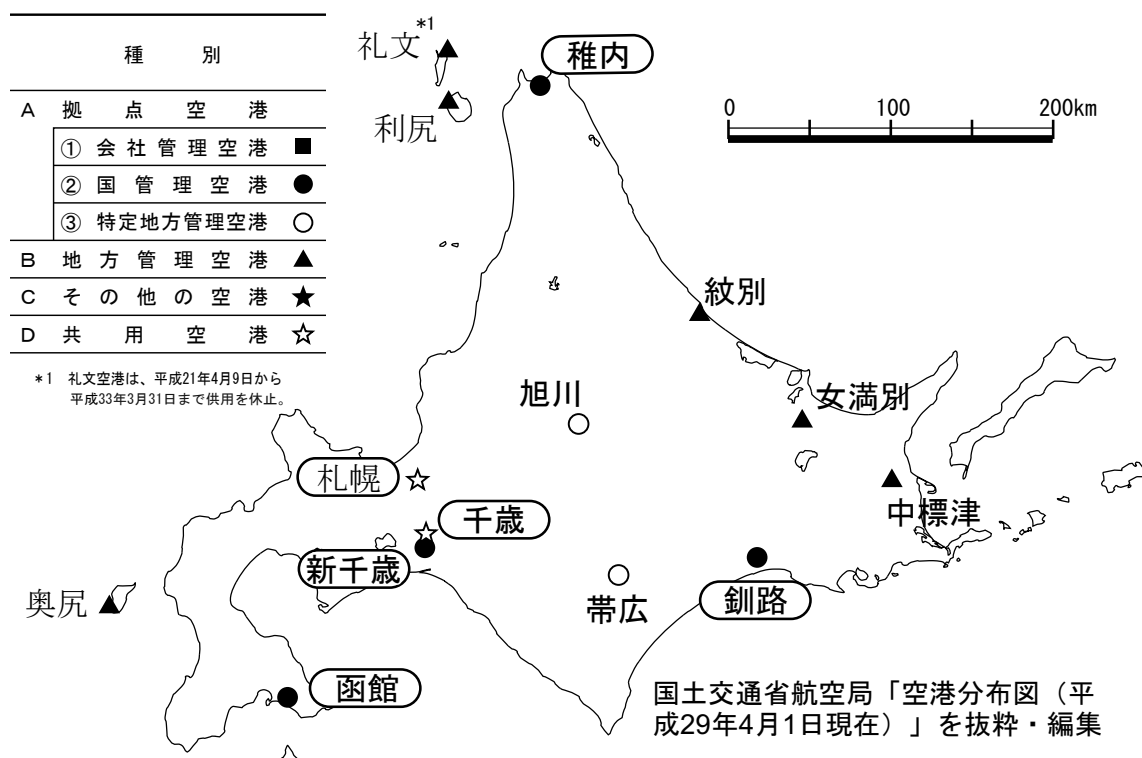 種別
A 拠点空港
① 会社管理空港 ■
② 国管理空港 ●
③ 特定地方管理空港 ○
B 地方管理空港 ▲
C その他の空港 ★
D 共用空港 ☆
*1 礼文空港は、平成21年4月9日から
平成33年3月31日まで供用を休止。
礼文*1
稚内
利尻
0 100 200km
紋別
旭川
女満別
札幌
千歳
中標津
新千歳
奥尻
帯広
釧路
函館
国土交通省航空局「空港分布図（平
成29年4月1日現在）」を抜粋・編集